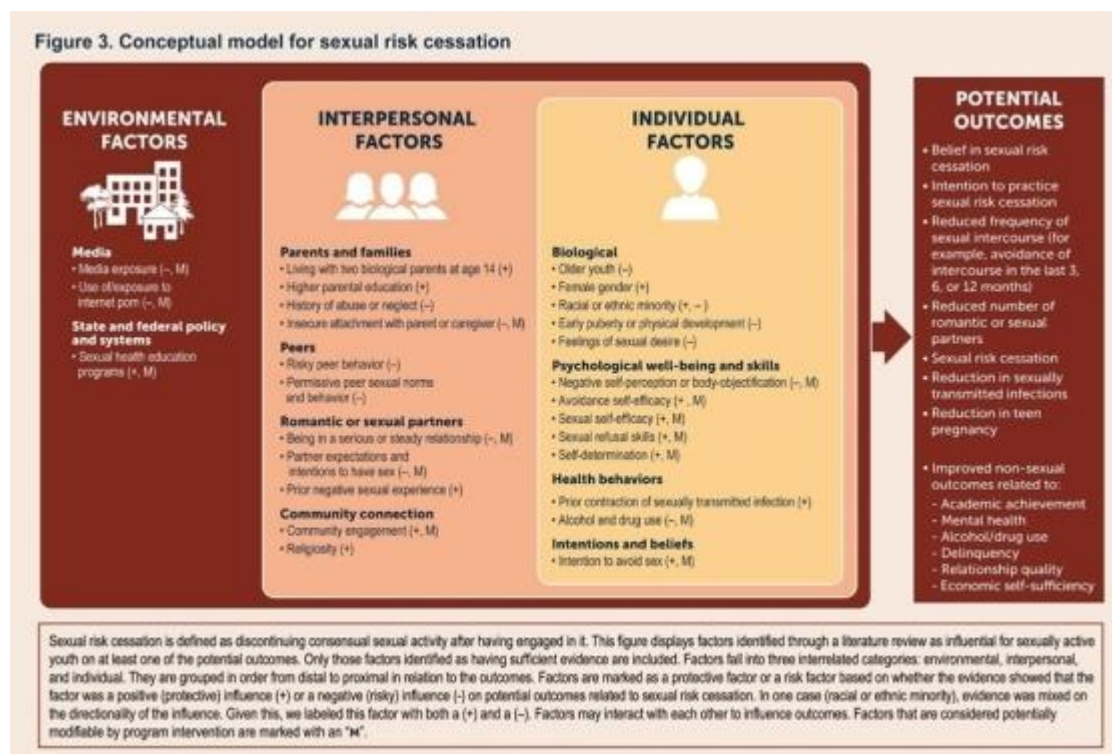 Figure 3. Conceptual model for sexual risk cessation
ENVIRONMENTAL
FACTORS
Media
• Media exposure (–, M)
• Use of/exposure to
internet porn (–, M)
State and federal policy
and systems
• Sexual health education
programs (+, M)
INTERPERSONAL
FACTORS
Parents and families
• Living with two biological parents at age 14 (+)
• Higher parental education (+)
• History of abuse or neglect (–)
• Insecure attachment with parent or caregiver (–, M)
Peers
• Risky peer behavior (–)
• Permissive peer sexual norms
and behavior (–)
Romantic or sexual partners
• Being in a serious or steady relationship (–, M)
• Partner expectations and
intentions to have sex (–, M)
• Prior negative sexual experience (+)
Community connection
• Community engagement (+, M)
• Religiosity (+)
INDIVIDUAL
FACTORS
Biological
• Older youth (–)
• Female gender (+)
• Racial or ethnic minority (+, – )
• Early puberty or physical development (–)
• Feelings of sexual desire (–)
Psychological well-being and skills
• Negative self-perception or body-objectification (–, M)
• Avoidance self-efficacy (+ , M)
• Sexual self-efficacy (+, M)
• Sexual refusal skills (+, M)
• Self-determination (+, M)
Health behaviors
• Prior contraction of sexually transmitted infection (+)
• Alcohol and drug use (–, M)
Intentions and beliefs
• Intention to avoid sex (+, M)
POTENTIAL
OUTCOMES
• Belief in sexual risk
cessation
• Intention to practice
sexual risk cessation
• Reduced frequency of
sexual intercourse (for
example, avoidance of
intercourse in the last 3,
6, or 12 months)
• Reduced number of
romantic or sexual
partners
• Sexual risk cessation
• Reduction in sexually
transmitted infections
• Reduction in teen
pregnancy
• Improved non-sexual
outcomes related to:
- Academic achievement
- Mental health
- Alcohol/drug use
- Delinquency
- Relationship quality
- Economic self-sufficiency
Sexual risk cessation is defined as discontinuing consensual sexual activity after having engaged in it. This figure displays factors identified through a literature review as influential for sexually active
youth on at least one of the potential outcomes. Only those factors identified as having sufficient evidence are included. Factors fall into three interrelated categories: environmental, interpersonal,
and individual. They are grouped in order from distal to proximal in relation to the outcomes. Factors are marked as a protective factor or a risk factor based on whether the evidence showed that the
factor was a positive (protective) influence (+) or a negative (risky) influence (-) on potential outcomes related to sexual risk cessation. In one case (racial or ethnic minority), evidence was mixed on
the directionality of the influence. Given this, we labeled this factor with both a (+) and a (–). Factors may interact with each other to influence outcomes. Factors that are considered potentially
modifiable by program intervention are marked with an "M".